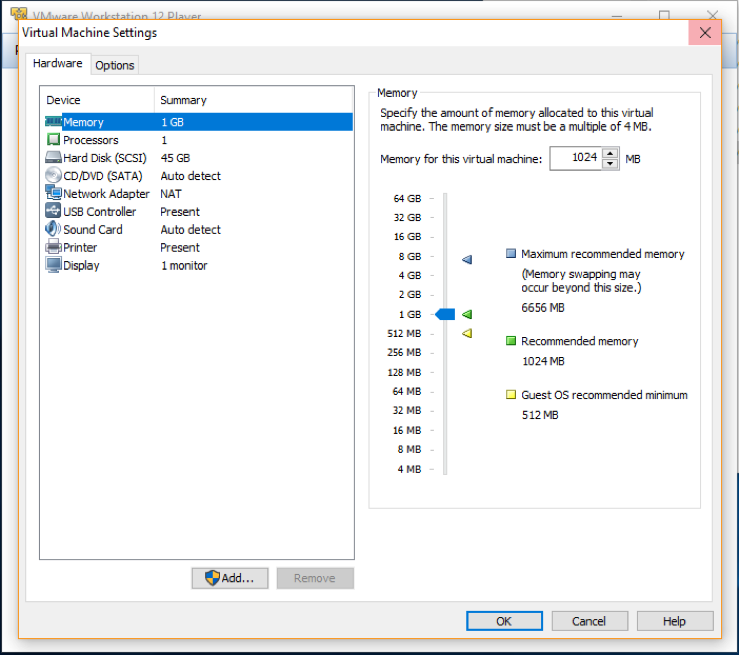 VMware Workstation 12 Player
Virtual Machine Settings
Hardware
Options
Device Summary
Memory 1 GB
Processors 1
Hard Disk (SCSI) 45 GB
CD/DVD (SATA) Auto detect
Network Adapter NAT
USB Controller Present
Sound Card Auto detect
Printer Present
Display 1 monitor
Add...
Remove
Memory
Specify the amount of memory allocated to this virtual
machine. The memory size must be a multiple of 4 MB.
Memory for this virtual machine: 1024 MB
64 GB
32 GB
16 GB
8 GB
4 GB
2 GB
1 GB
512 MB
256 MB
128 MB
64 MB
32 MB
16 MB
8 MB
4 MB
Maximum recommended memory
(Memory swapping may
occur beyond this size.)
6656 MB
Recommended memory
1024 MB
Guest OS recommended minimum
512 MB
OK
Cancel
Help